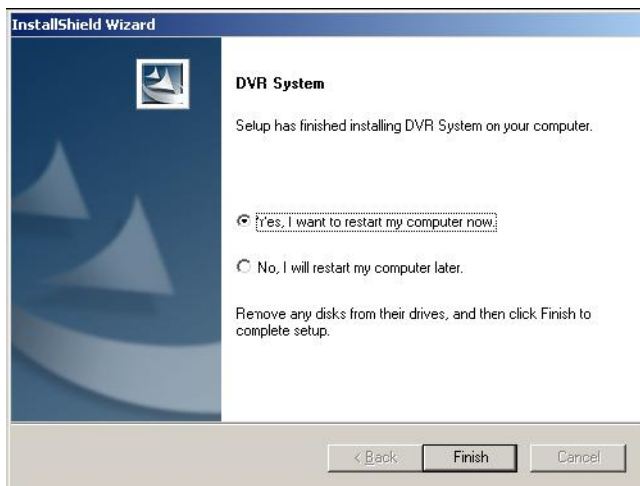 InstallShield Wizard
DVR System
Setup has finished installing DVR System on your computer.
Yes, I want to restart my computer now.
No, I will restart my computer later.
Remove any disks from their drives, and then click Finish to
complete setup.
< Back Finish Cancel